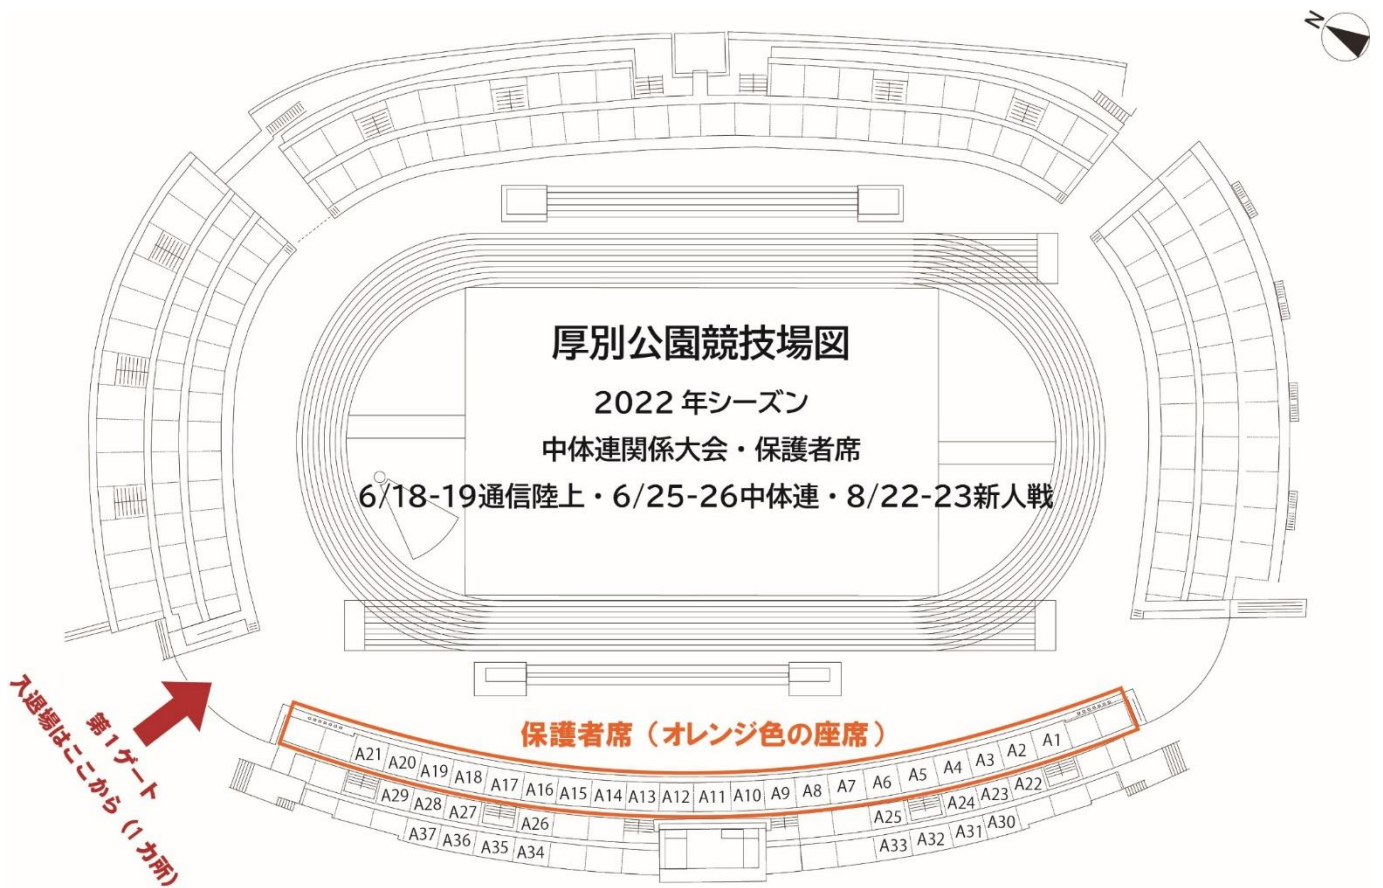 N
厚別公園競技場図
2022 年シーズン
中体連関係大会・保護者席
6/18-19通信陸上・6/25-26中体連・8/22-23新人戦
第１ゲート
入退場はここから（１カ所）
保護者席（オレンジ色の座席）
A21 A20 A19 A18 A17 A16 A15 A14 A13 A12 A11 A10 A9 A8 A7 A6 A5 A4 A3 A2 A1
A29 A28 A27 A26 A25 A24 A23 A22
A37 A36 A35 A34 A33 A32 A31 A30